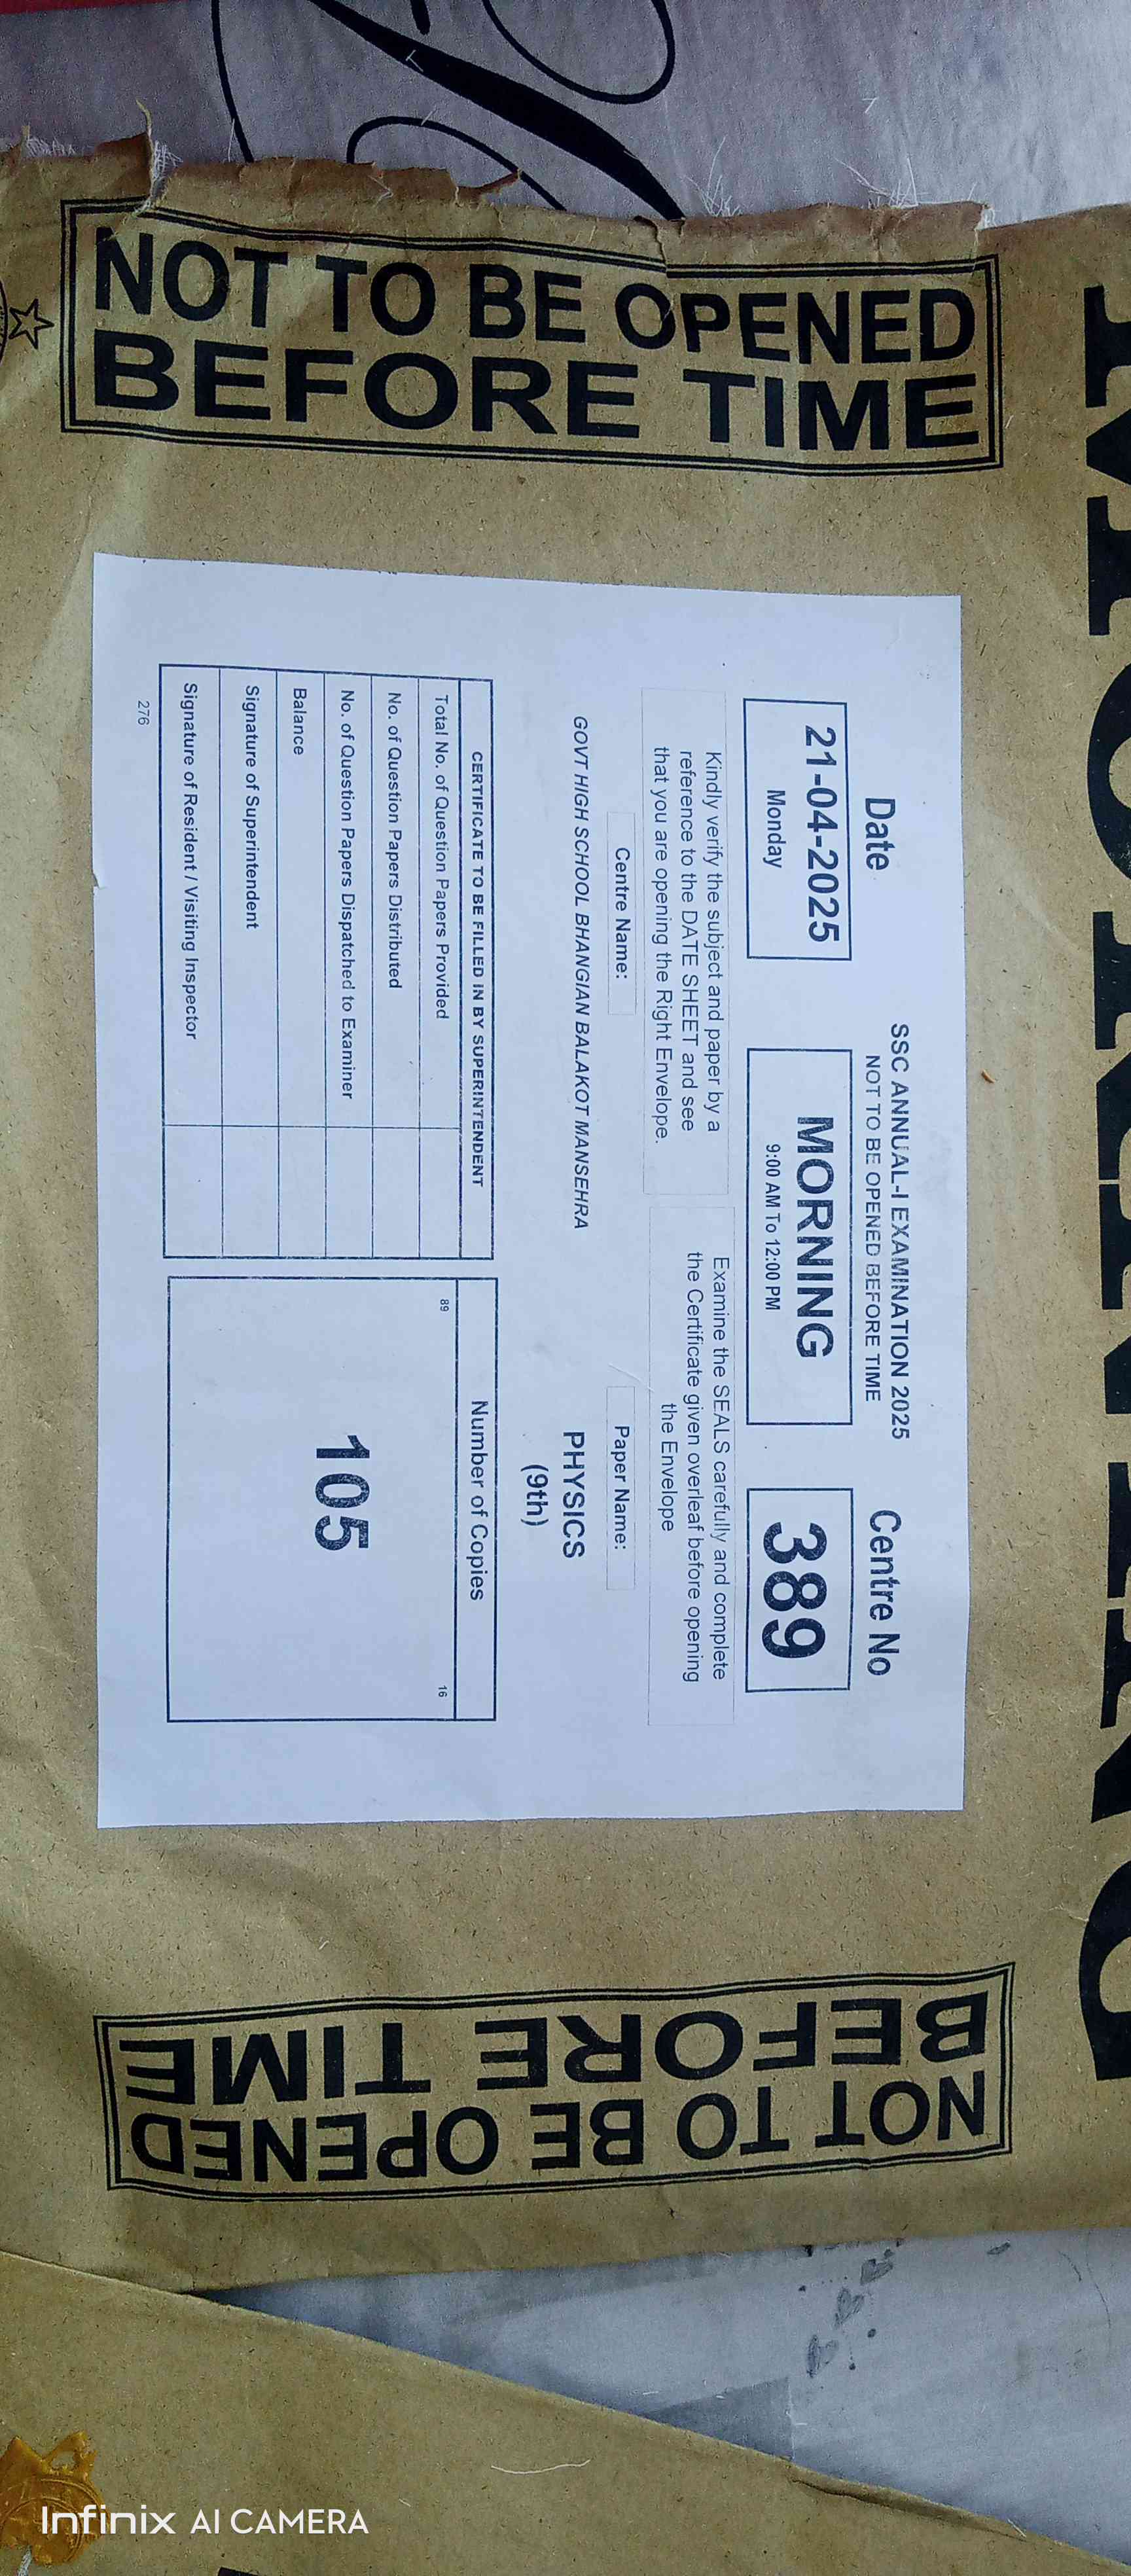 NOT TO BE OPENED
BEFORE TIME
MORNING
SSC ANNUAL-I EXAMINATION 2025
NOT TO BE OPENED BEFORE TIME
Date
21-04-2025
Monday
MORNING
9:00 AM To 12:00 PM
Centre No
389
Kindly verify the subject and paper by a
reference to the DATE SHEET and see
that you are opening the Right Envelope.
Examine the SEALS carefully and complete
the Certificate given overleaf before opening
the Envelope
Centre Name:
GOVT HIGH SCHOOL BHANGIAN BALAKOT MANSEHRA
Paper Name:
PHYSICS
(9th)
CERTIFICATE TO BE FILLED IN BY SUPERINTENDENT
Total No. of Question Papers Provided
No. of Question Papers Distributed
No. of Question Papers Dispatched to Examiner
Balance
Signature of Superintendent
Signature of Resident / Visiting Inspector
Number of Copies
89
16
105
276
NOT TO BE OPENED
BEFORE TIME
Infinix AI CAMERA